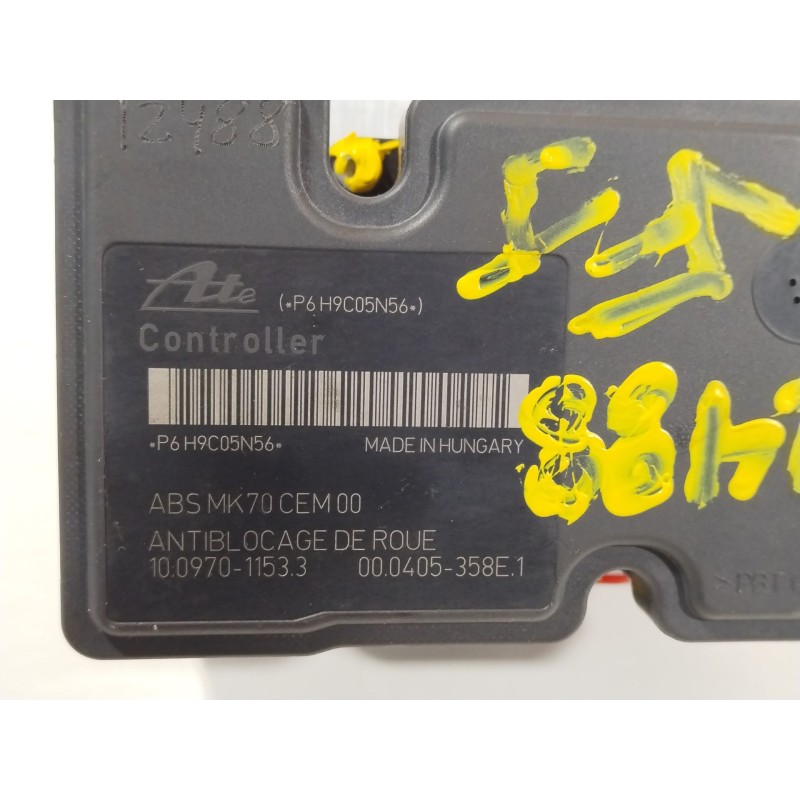 12488
Ate (*P6 H9C05N56*)
Controller
*P6 H9C05N56* MADE IN HUNGARY
ABS MK70 CEM 00
ANTIBLOCAGE DE ROUE
10.0970-1153.3 00.0405-358E.1